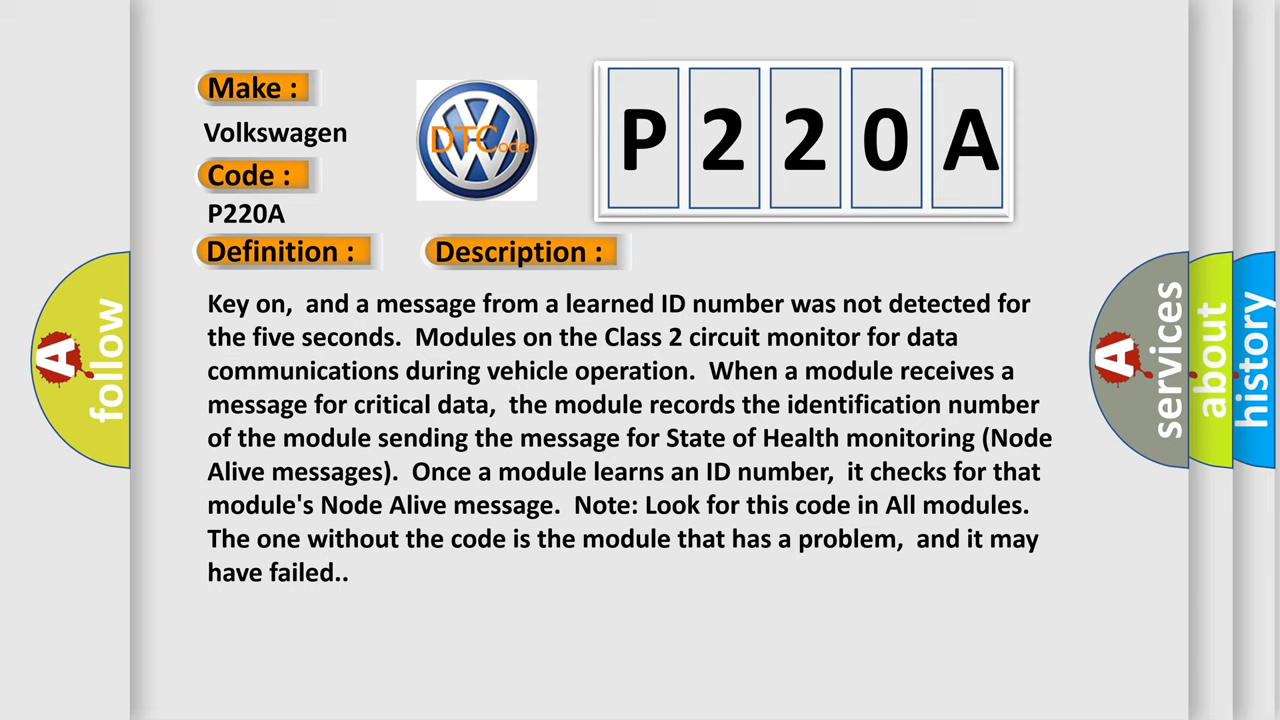 Make :
Volkswagen
Code :
P220A
DTCode
P220A
Definition :
Description :
Key on,  and a message from a learned ID number was not detected for
the five seconds  Modules on the Class 2 circuit monitor for data
communications during vehicle operation  When a module receives a
message for critical data,  the module records the identification number
of the module sending the message for State of Health monitoring (Node
Alive messages)  Once a module learns an ID number,  it checks for that
module's Node Alive message  Note: Look for this code in All modules.
The one without the code is the module that has a problem,  and it may
have failed..
A follow
A services
about
history